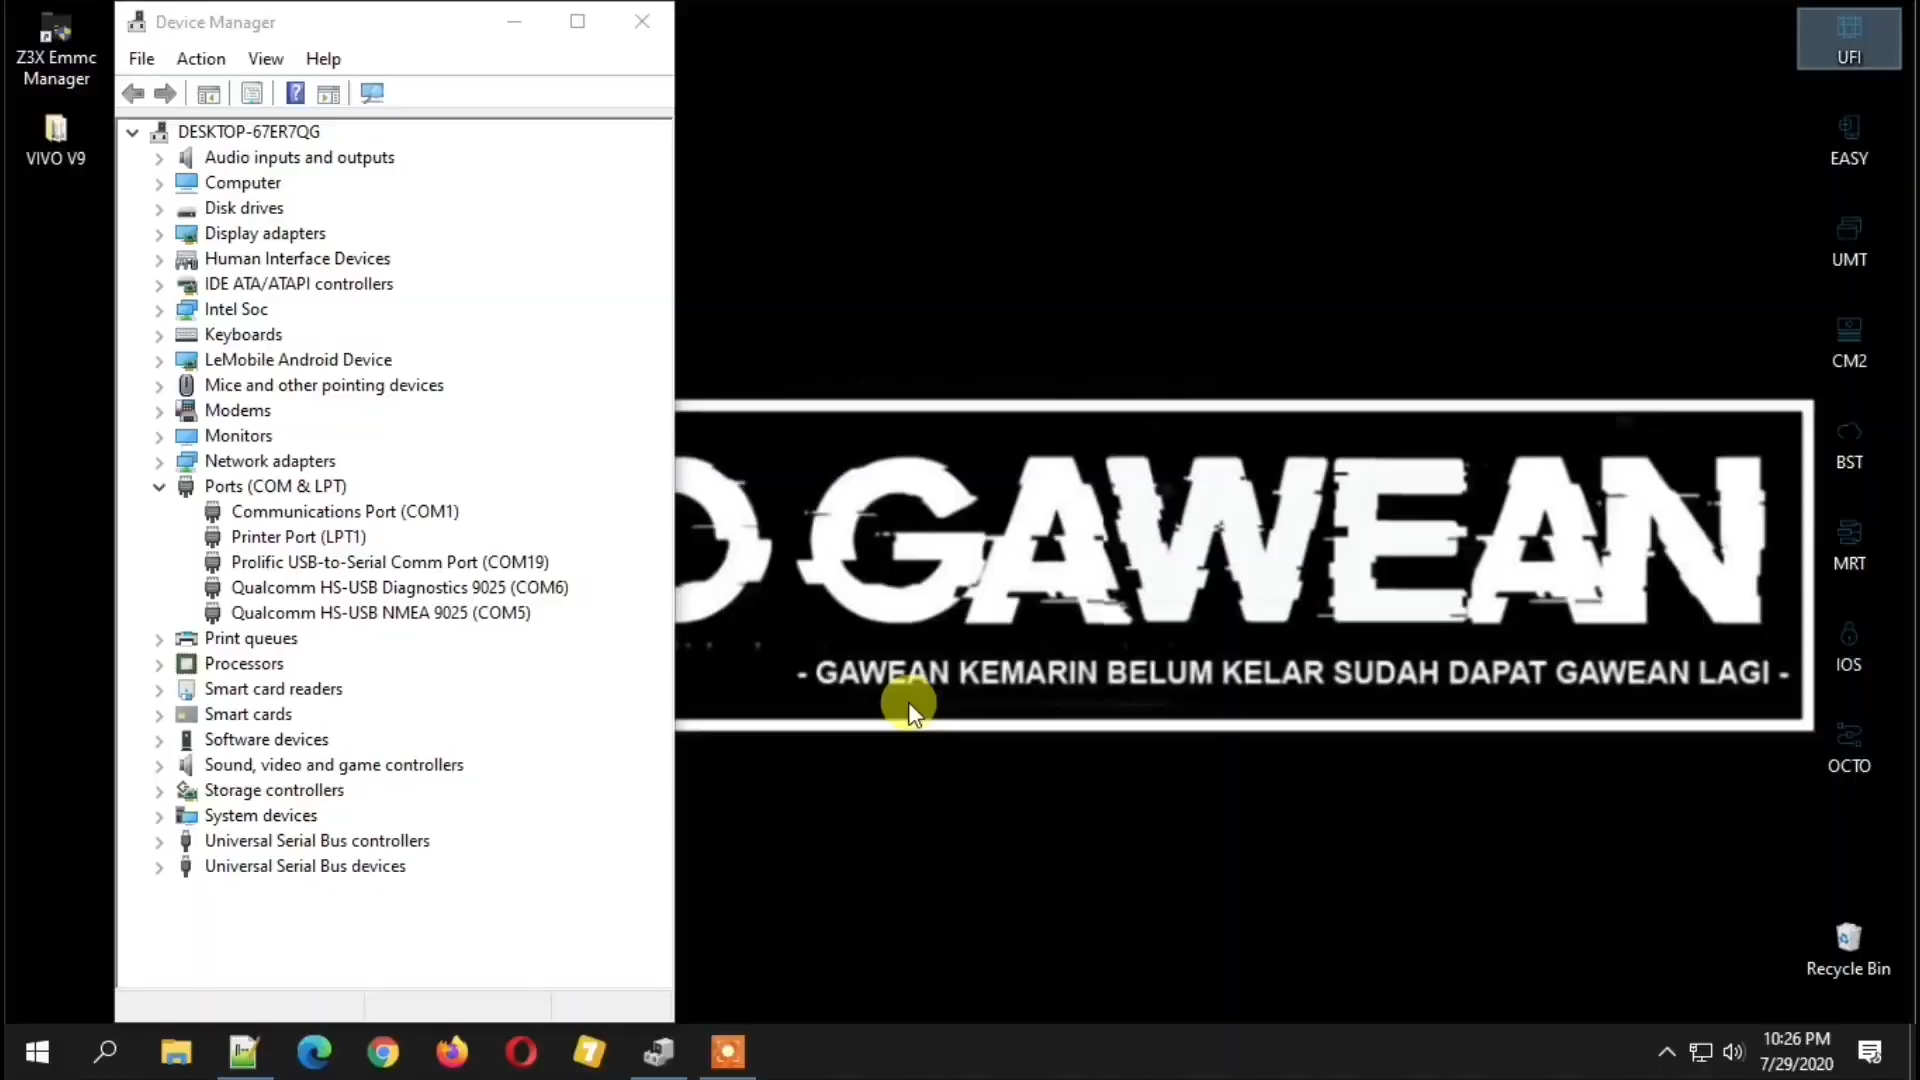 Z3X Emmc
Manager
VIVO V9
Device Manager
File Action View Help
DESKTOP-67ER7QG
Audio inputs and outputs
Computer
Disk drives
Display adapters
Human Interface Devices
IDE ATA/ATAPI controllers
Intel Soc
Keyboards
LeMobile Android Device
Mice and other pointing devices
Modems
Monitors
Network adapters
Ports (COM & LPT)
Communications Port (COM1)
Printer Port (LPT1)
Prolific USB-to-Serial Comm Port (COM19)
Qualcomm HS-USB Diagnostics 9025 (COM6)
Qualcomm HS-USB NMEA 9025 (COM5)
Print queues
Processors
Smart card readers
Smart cards
Software devices
Sound, video and game controllers
Storage controllers
System devices
Universal Serial Bus controllers
Universal Serial Bus devices
O GAWEAN
- GAWEAN KEMARIN BELUM KELAR SUDAH DAPAT GAWEAN LAGI -
UFI
EASY
UMT
CM2
BST
MRT
IOS
OCTO
Recycle Bin
10:26 PM
7/29/2020